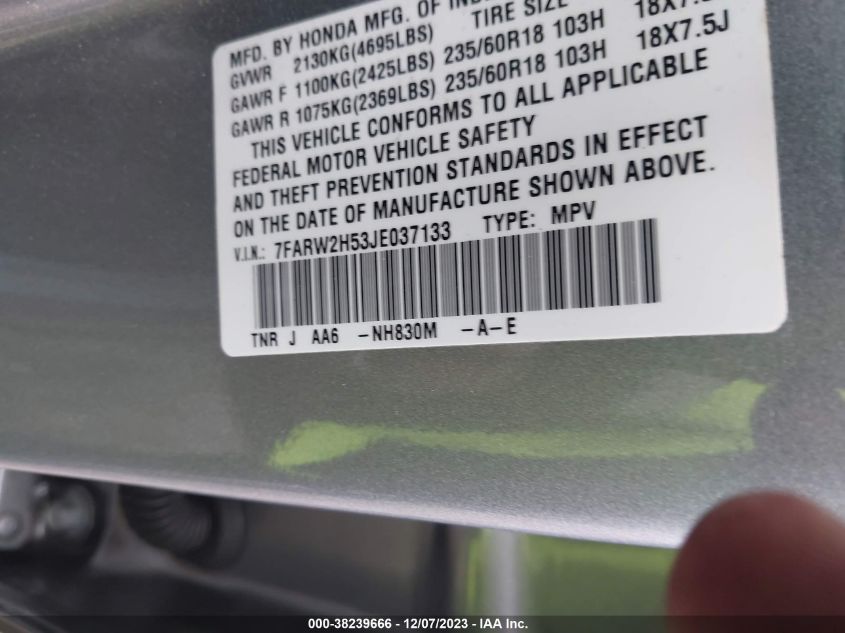 MFD. BY HONDA MFG. OF
GVWR 2130KG(4695LBS) TIRE SIZE
GAWR F 1100KG(2425LBS) 235/60R18 103H 18X7.5J
GAWR R 1075KG(2369LBS) 235/60R18 103H 18X7.5J
THIS VEHICLE CONFORMS TO ALL APPLICABLE
FEDERAL MOTOR VEHICLE SAFETY
AND THEFT PREVENTION STANDARDS IN EFFECT
ON THE DATE OF MANUFACTURE SHOWN ABOVE.
V.I.N.: 7FARW2H53JE037133 TYPE: MPV
TNR J AA6 -NH830M -A-E
000-38239666 - 12/07/2023 - IAA Inc.